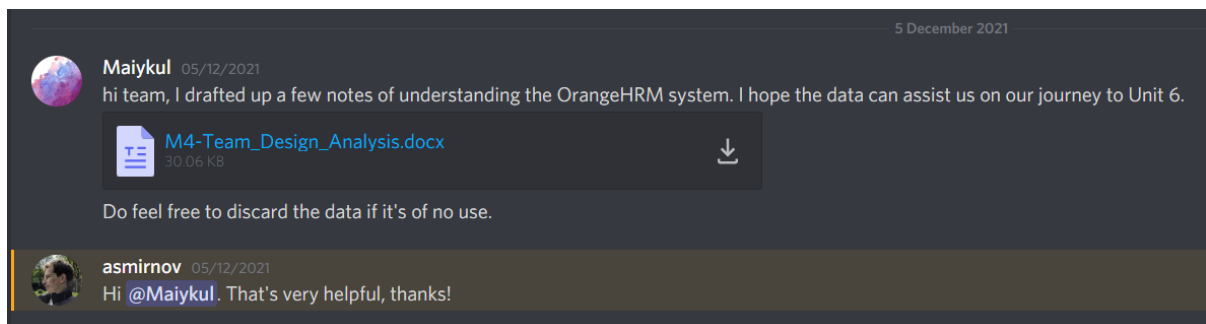 5 December 2021
Maiykul 05/12/2021
hi team, I drafted up a few notes of understanding the OrangeHRM system. I hope the data can assist us on our journey to Unit 6.
M4-Team_Design_Analysis.docx
30.06 KB
Do feel free to discard the data if it's of no use.
asmirnov 05/12/2021
Hi @Maiykul. That's very helpful, thanks!